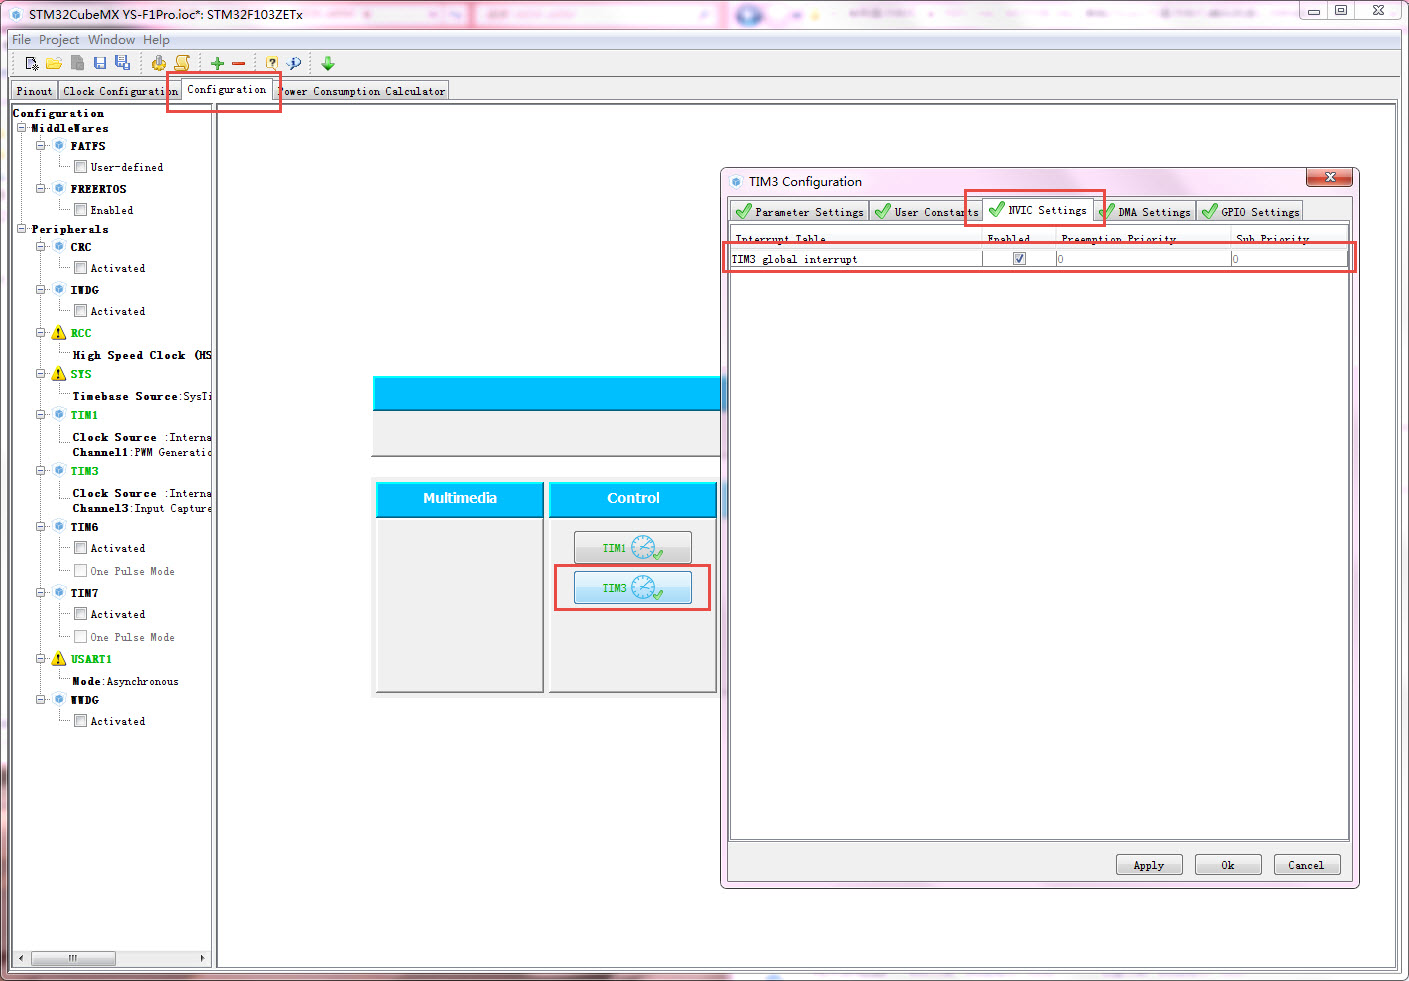 STM32CubeMX YS-F1Pro.ioc*: STM32F103ZETx
File Project Window Help
Pinout Clock Configuration Configuration Power Consumption Calculator
Configuration
MiddleWares
FATFS
User-defined
FREERTOS
Enabled
Peripherals
CRC
Activated
IWDG
Activated
RCC
High Speed Clock (HS
SYS
Timebase Source:SysTi
TIM1
Clock Source :Interna
Channel1:PWM Generatio
TIM3
Clock Source :Interna
Channel3:Input Capture
TIM6
Activated
One Pulse Mode
TIM7
Activated
One Pulse Mode
USART1
Mode:Asynchronous
WWDG
Activated
Multimedia Control
TIM1
TIM3
TIM3 Configuration
Parameter Settings User Constants NVIC Settings DMA Settings GPIO Settings
Interrupt Table Enabled Preemption Priority Sub Priority
TIM3 global interrupt 0 0
Apply Ok Cancel